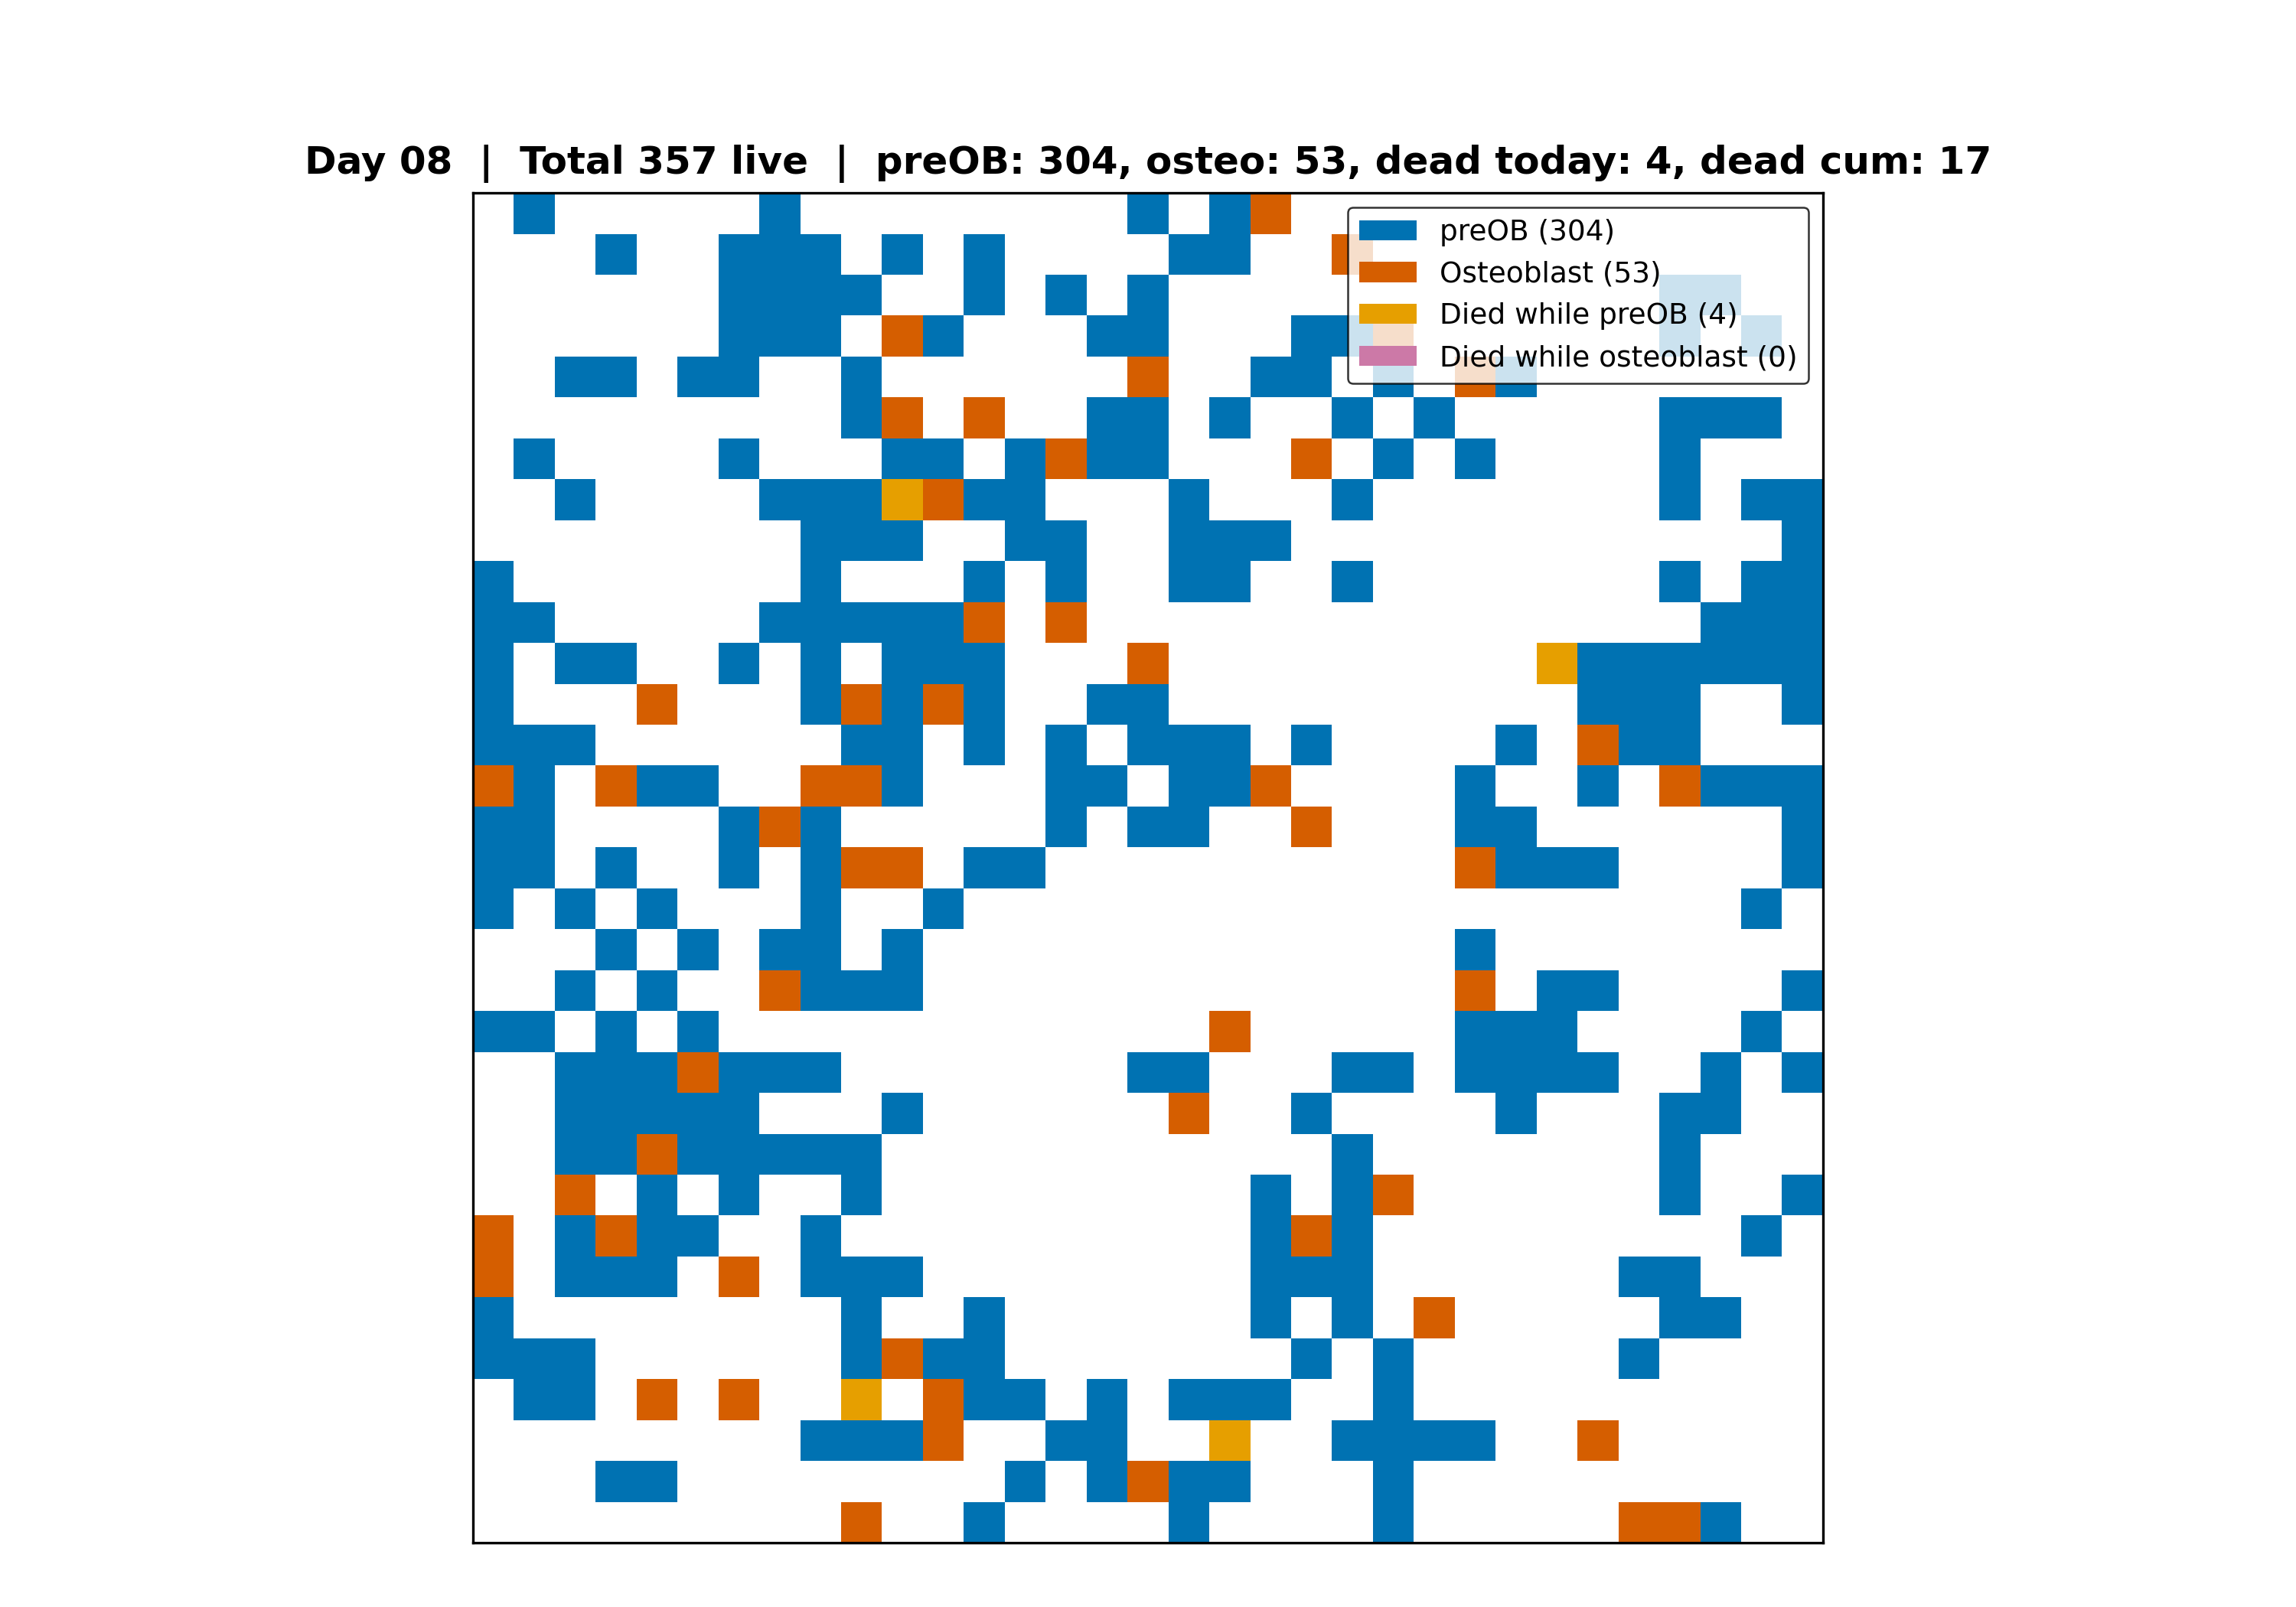 Day 08 | Total 357 live | preOB: 304, osteo: 53, dead today: 4, dead cum: 17
preOB (304)
Osteoblast (53)
Died while preOB (4)
Died while osteoblast (0)